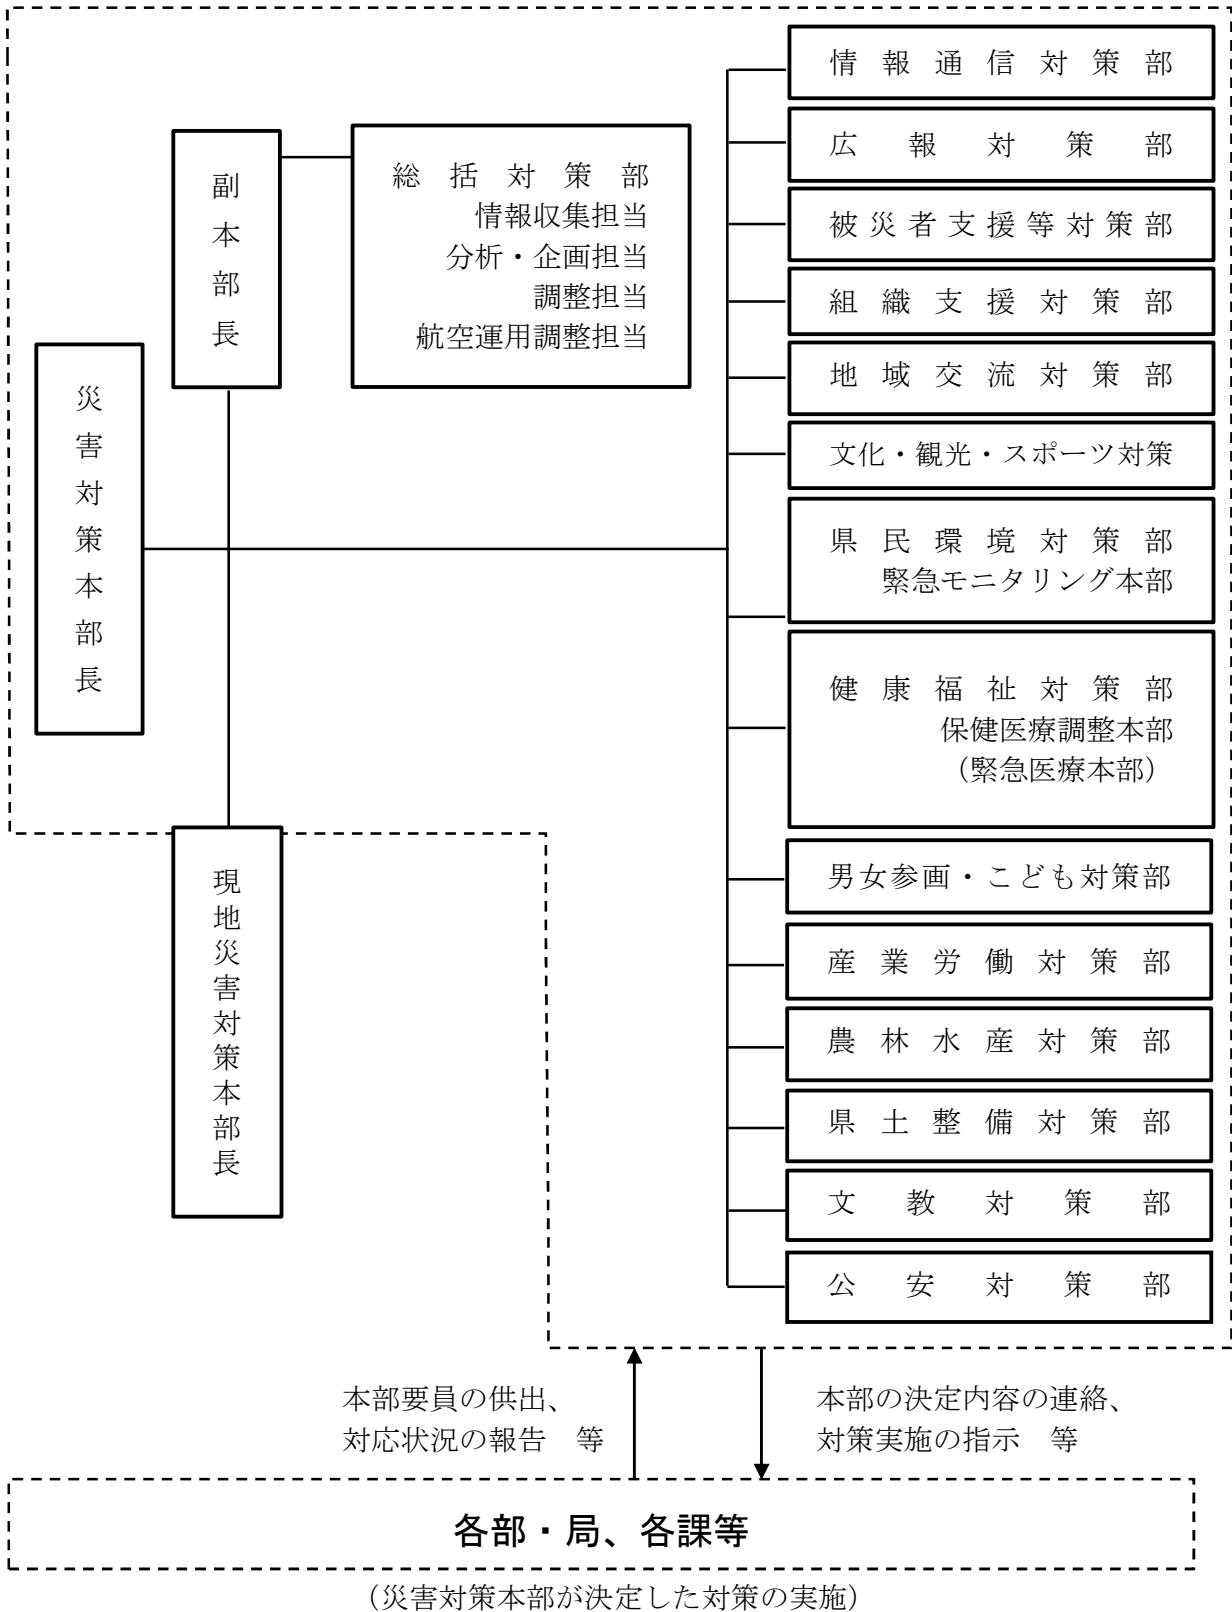 災害対策本部長
副本部長
総括対策部
情報収集担当
分析・企画担当
調整担当
航空運用調整担当
現地災害対策本部長
情報通信対策部
広報対策部
被災者支援等対策部
組織支援対策部
地域交流対策部
文化・観光・スポーツ対策
県民環境対策部
緊急モニタリング本部
健康福祉対策部
保健医療調整本部
（緊急医療本部）
男女参画・こども対策部
産業労働対策部
農林水産対策部
県土整備対策部
文教対策部
公安対策部
本部要員の供出、
対応状況の報告　等
本部の決定内容の連絡、
対策実施の指示　等
各部・局、各課等
（災害対策本部が決定した対策の実施）